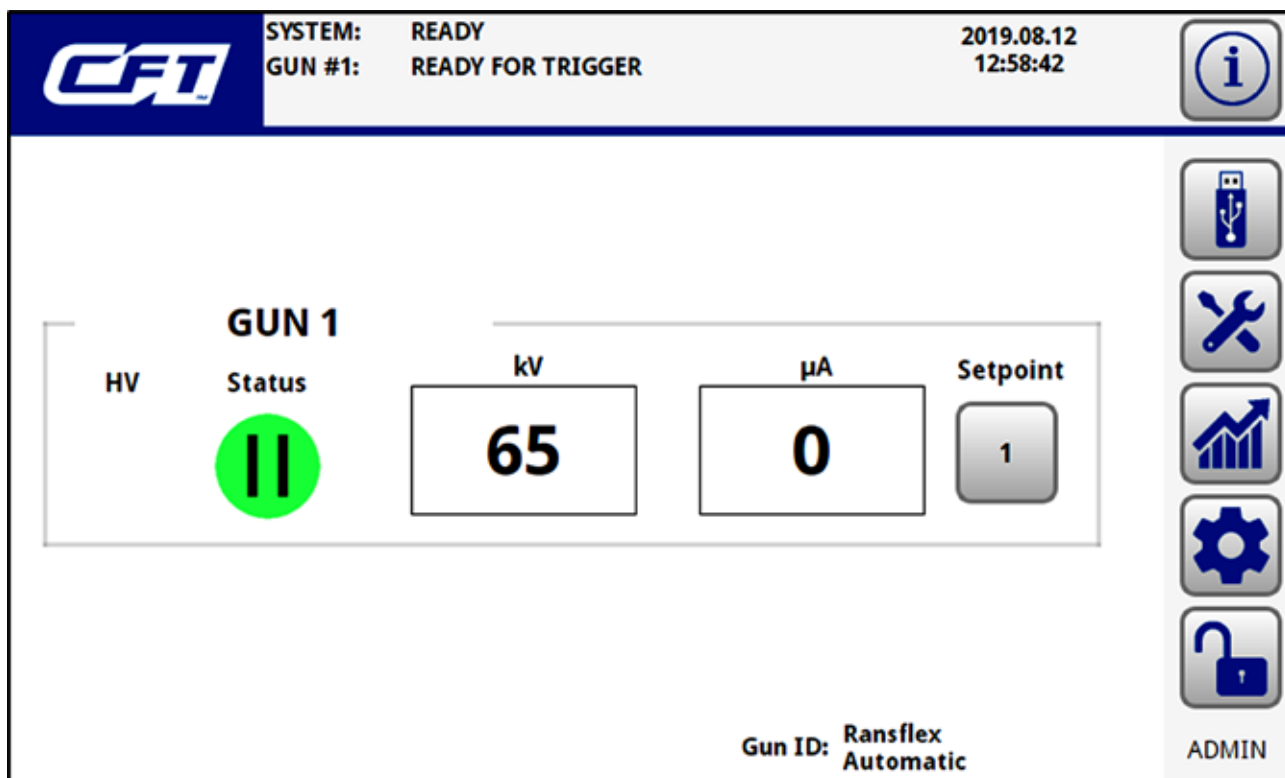 CFT
SYSTEM: READY
GUN #1: READY FOR TRIGGER
2019.08.12
12:58:42
i
GUN 1
HV
Status
kV
µA
Setpoint
65
0
1
Gun ID: Ransflex
Automatic
ADMIN